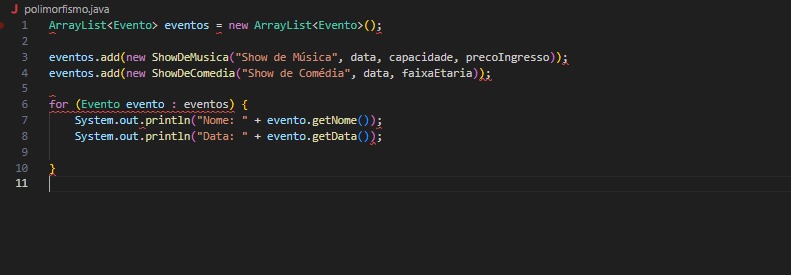 J polimorfismo.java
1 ArrayList<Evento> eventos = new ArrayList<Evento>();
2
3 eventos.add(new ShowDeMusica("Show de Música", data, capacidade, precoIngresso));
4 eventos.add(new ShowDeComedia("Show de Comédia", data, faixaEtaria));
5
6 for (Evento evento : eventos) {
7 System.out.println("Nome: " + evento.getNome());
8 System.out.println("Data: " + evento.getData());
9
10 }
11